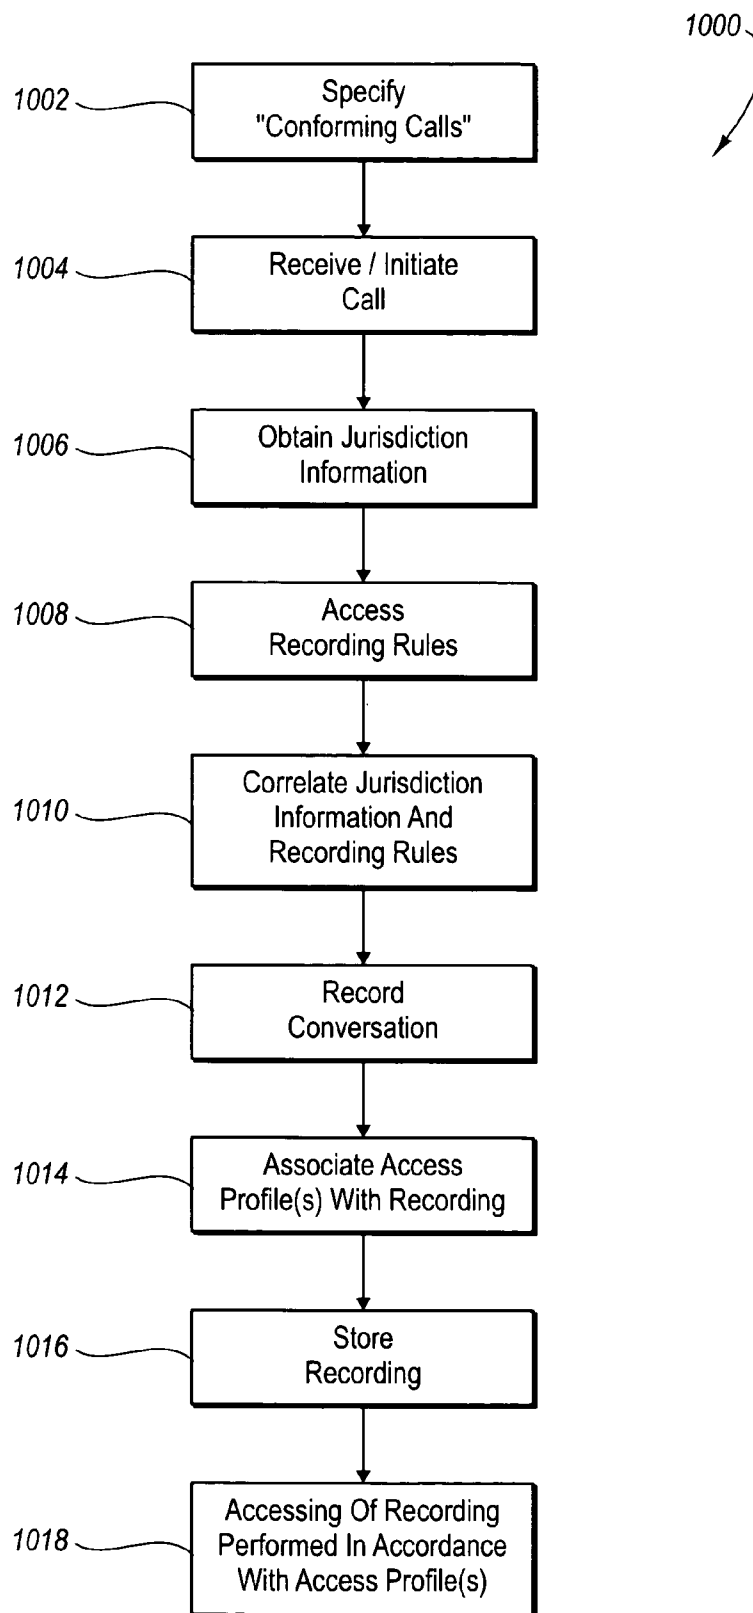 1000
1002
Specify
"Conforming Calls"
1004
Receive / Initiate
Call
1006
Obtain Jurisdiction
Information
1008
Access
Recording Rules
1010
Correlate Jurisdiction
Information And
Recording Rules
1012
Record
Conversation
1014
Associate Access
Profile(s) With Recording
1016
Store
Recording
1018
Accessing Of Recording
Performed In Accordance
With Access Profile(s)